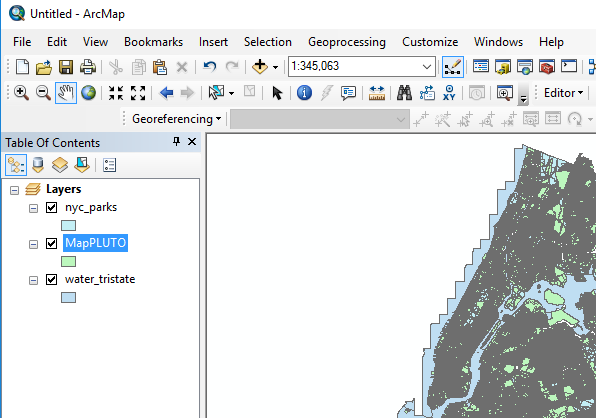 Untitled - ArcMap
File Edit View Bookmarks Insert Selection Geoprocessing Customize Windows Help
1:345,063
XY Editor
Georeferencing
Table Of Contents
Layers
nyc_parks
MapPLUTO
water_tristate